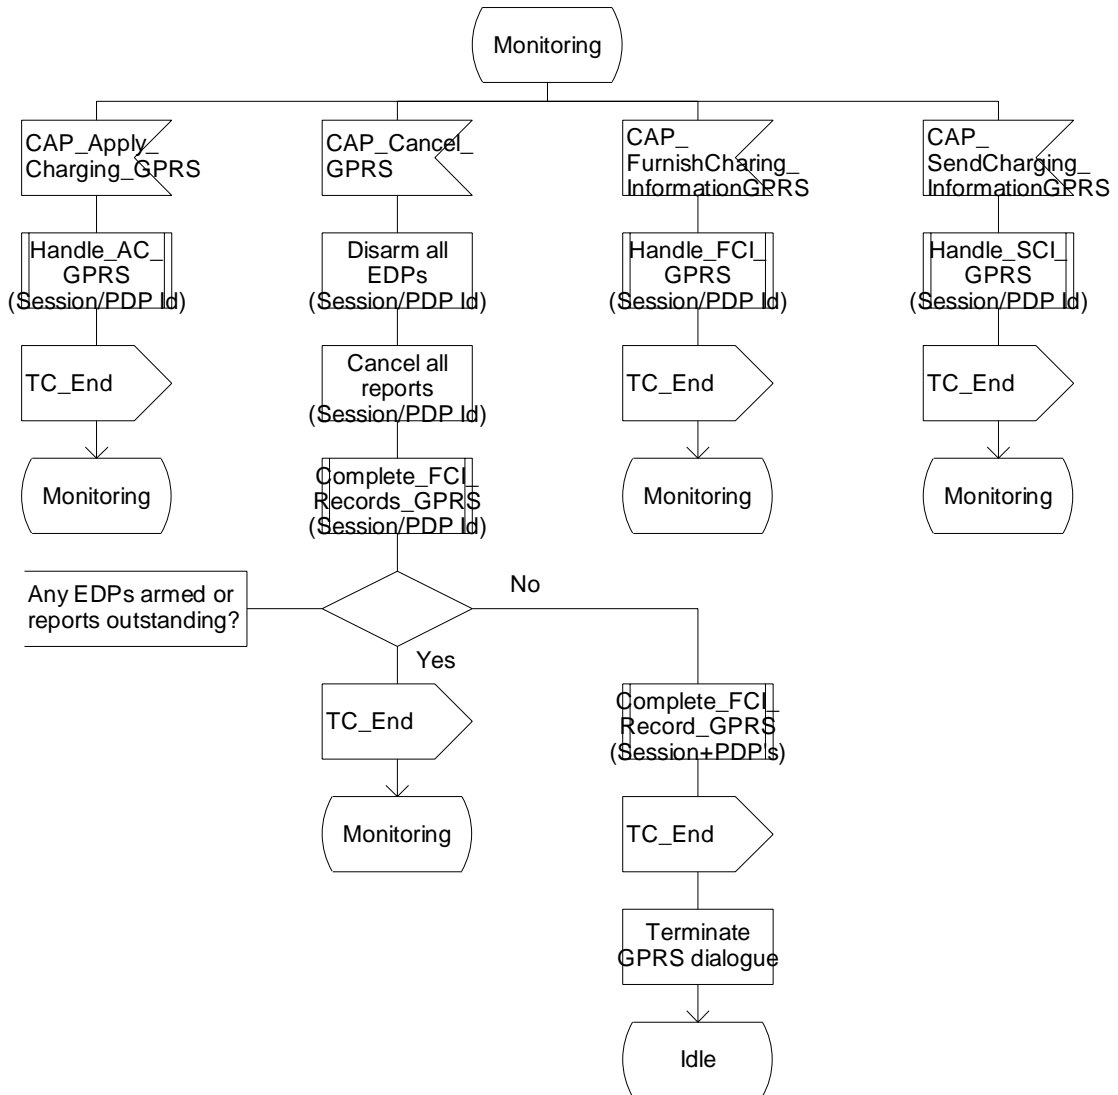 Monitoring
CAP_Apply_
Charging_GPRS
CAP_Cancel_
GPRS
CAP_
FurnishCharing_
InformationGPRS
CAP_
SendCharging_
InformationGPRS
Handle_AC_
GPRS
(Session/PDP Id)
Disarm all
EDPs
(Session/PDP Id)
Handle_FCI_
GPRS
(Session/PDP Id)
Handle_SCI_
GPRS
(Session/PDP Id)
TC_End
Cancel all
reports
(Session/PDP Id)
TC_End
TC_End
Monitoring
Complete_FCI_
Records_GPRS
(Session/PDP Id)
Monitoring
Monitoring
Any EDPs armed or
reports outstanding?
No
Yes
TC_End
Complete_FCI_
Record_GPRS
(Session+PDP's)
Monitoring
TC_End
Terminate
GPRS dialogue
Idle